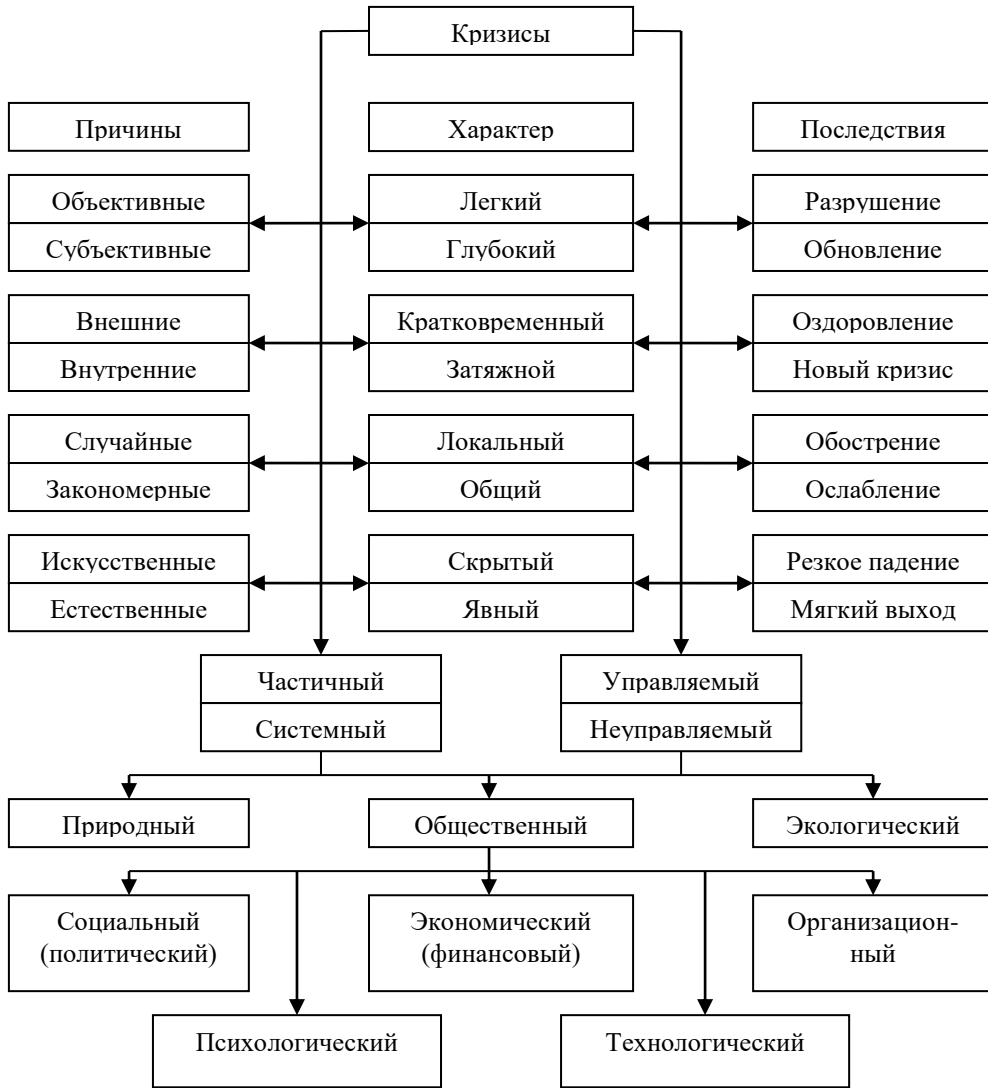 Кризисы
Причины
Характер
Последствия
Объективные
Легкий
Разрушение
Субъективные
Глубокий
Обновление
Внешние
Кратковременный
Оздоровление
Внутренние
Затяжной
Новый кризис
Случайные
Локальный
Обострение
Закономерные
Общий
Ослабление
Искусственные
Скрытый
Резкое падение
Естественные
Явный
Мягкий выход
Частичный
Управляемый
Системный
Неуправляемый
Природный
Общественный
Экологический
Социальный
(политический)
Экономический
(финансовый)
Организацион-
ный
Психологический
Технологический